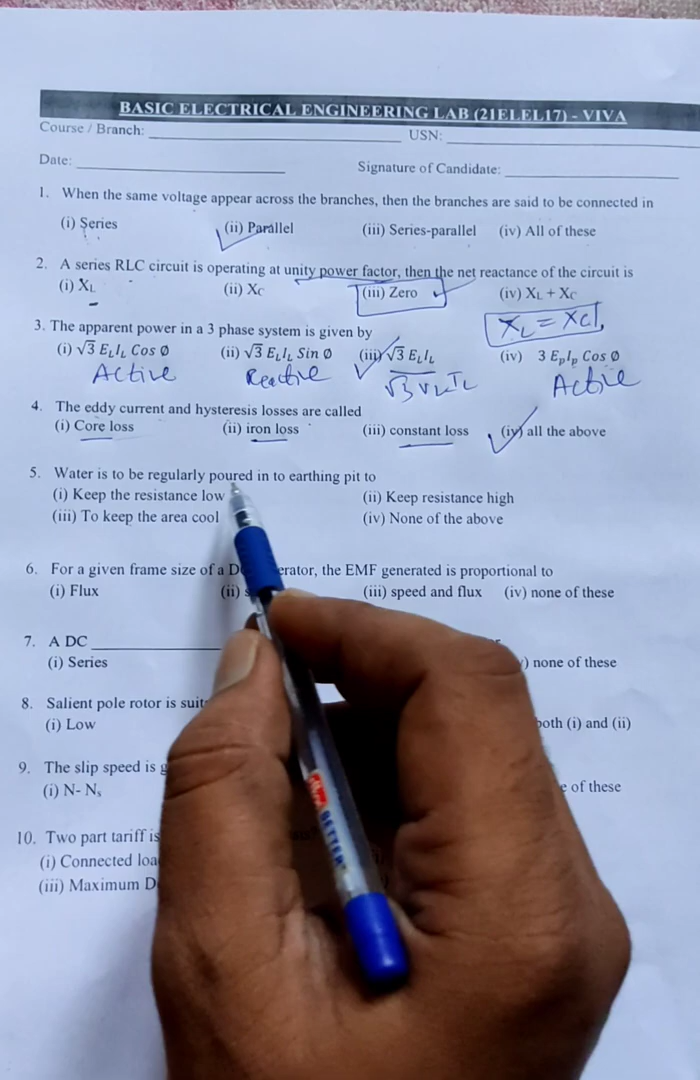 BASIC ELECTRICAL ENGINEERING LAB (21ELEL17) - VIVA
Course / Branch: USN:
Date: Signature of Candidate:
1. When the same voltage appear across the branches, then the branches are said to be connected in
(i) Series (ii) Parallel (iii) Series-parallel (iv) All of these
2. A series RLC circuit is operating at unity power factor, then the net reactance of the circuit is
(i) XL (ii) XC (iii) Zero (iv) XL + XC
XL = XC
3. The apparent power in a 3 phase system is given by
(i) √3 ELIL Cos Ø (ii) √3 ELIL Sin Ø (iii) √3 ELIL (iv) 3 EpIp Cos Ø
Active Reactive √3 VLIL Active
4. The eddy current and hysteresis losses are called
(i) Core loss (ii) iron loss (iii) constant loss (iv) all the above
5. Water is to be regularly poured in to earthing pit to
(i) Keep the resistance low (ii) Keep resistance high
(iii) To keep the area cool (iv) None of the above
6. For a given frame size of a erator, the EMF generated is proportional to
(i) Flux (ii) (iii) speed and flux (iv) none of these
7. A DC
(i) Series ) none of these
8. Salient pole rotor is suit
(i) Low both (i) and (ii)
9. The slip speed is g
(i) N- Ns e of these
10. Two part tariff is
(i) Connected loa
(iii) Maximum D
BETTER